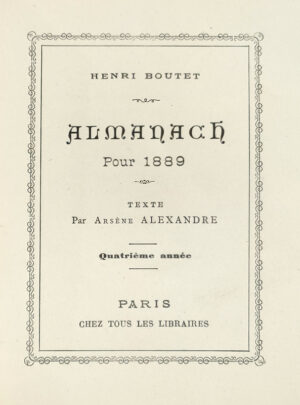 HENRI BOUTET
ALMANACH
Pour 1889
TEXTE
Par ARSÈNE ALEXANDRE
Quatrième année
PARIS
CHEZ TOUS LES LIBRAIRES